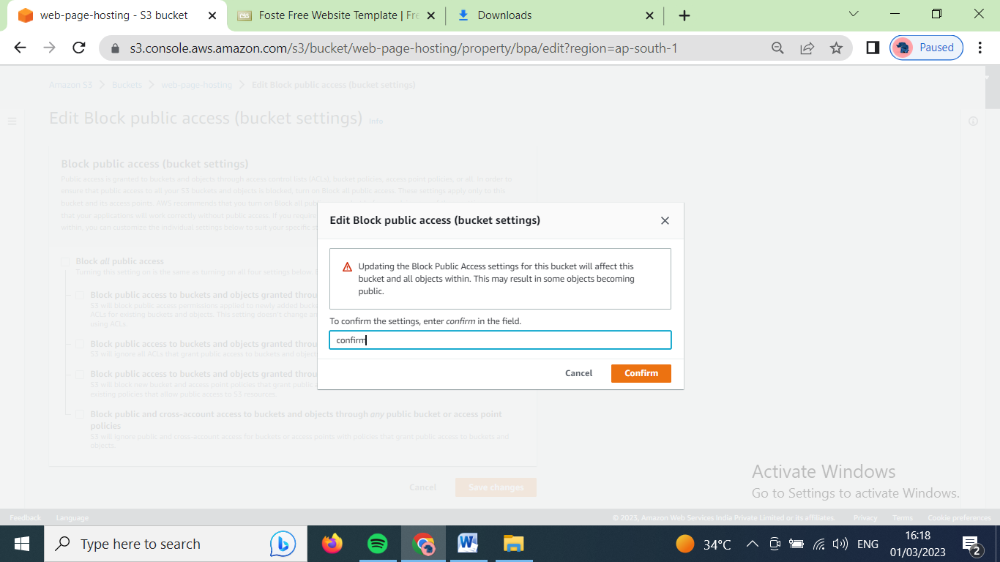 web-page-hosting - S3 bucket
Foste Free Website Template | Fre
Downloads
s3.console.aws.amazon.com/s3/bucket/web-page-hosting/property/bpa/edit?region=ap-south-1
Paused
Amazon S3 > Buckets > web-page-hosting > Edit Block public access (bucket settings)
Edit Block public access (bucket settings) Info
Block public access (bucket settings)
Public access is granted to buckets and objects through access control lists (ACLs), bucket policies, access point policies, or all. In order to
ensure that public access to all your S3 buckets and objects is blocked, turn on Block all public access. These settings apply only to this
bucket and its access points. AWS recommends that you turn on Block all pub
that your applications will work correctly without public access. If you require
within, you can customize the individual settings below to suit your specific st
Block all public access
Turning this setting on is the same as turning on all four settings below.
Block public access to buckets and objects granted throu
S3 will block public access permissions applied to newly added bucke
ACLs for existing buckets and objects. This setting doesn't change an
using ACLs.
Block public access to buckets and objects granted throu
S3 will ignore all ACLs that grant public access to buckets and object
Block public access to buckets and objects granted throu
S3 will block new bucket and access point policies that grant public a
existing policies that allow public access to S3 resources.
Block public and cross-account access to buckets and objects through any public bucket or access point
policies
S3 will ignore public and cross-account access for buckets or access points with policies that grant public access to buckets and
objects.
Cancel
Save changes
Edit Block public access (bucket settings)
Updating the Block Public Access settings for this bucket will affect this
bucket and all objects within. This may result in some objects becoming
public.
To confirm the settings, enter confirm in the field.
confirm
Cancel
Confirm
Activate Windows
Go to Settings to activate Windows.
Feedback
Language
© 2023, Amazon Web Services India Private Limited or its affiliates.
Privacy
Terms
Cookie preferences
Type here to search
34°C
ENG
16:18
01/03/2023
2